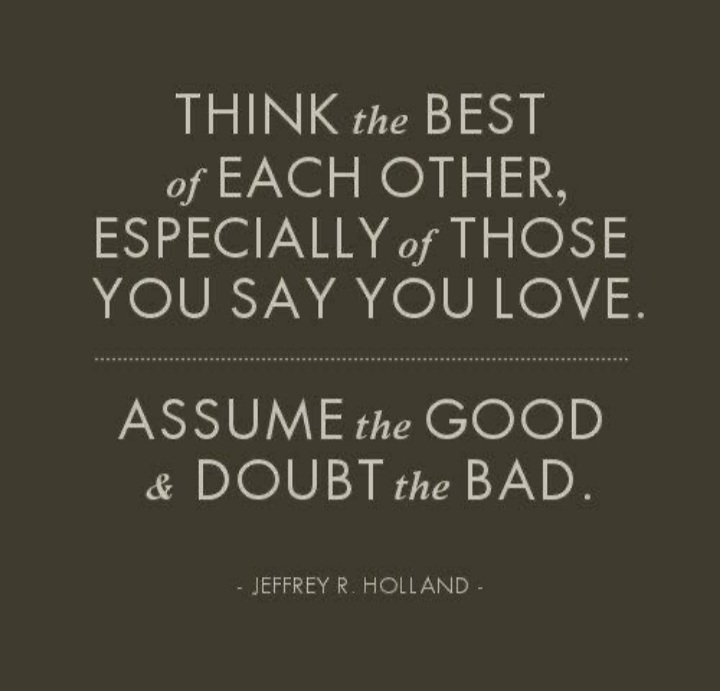 THINK the BEST
of EACH OTHER,
ESPECIALLY of THOSE
YOU SAY YOU LOVE.
ASSUME the GOOD
& DOUBT the BAD.
- JEFFREY R. HOLLAND -